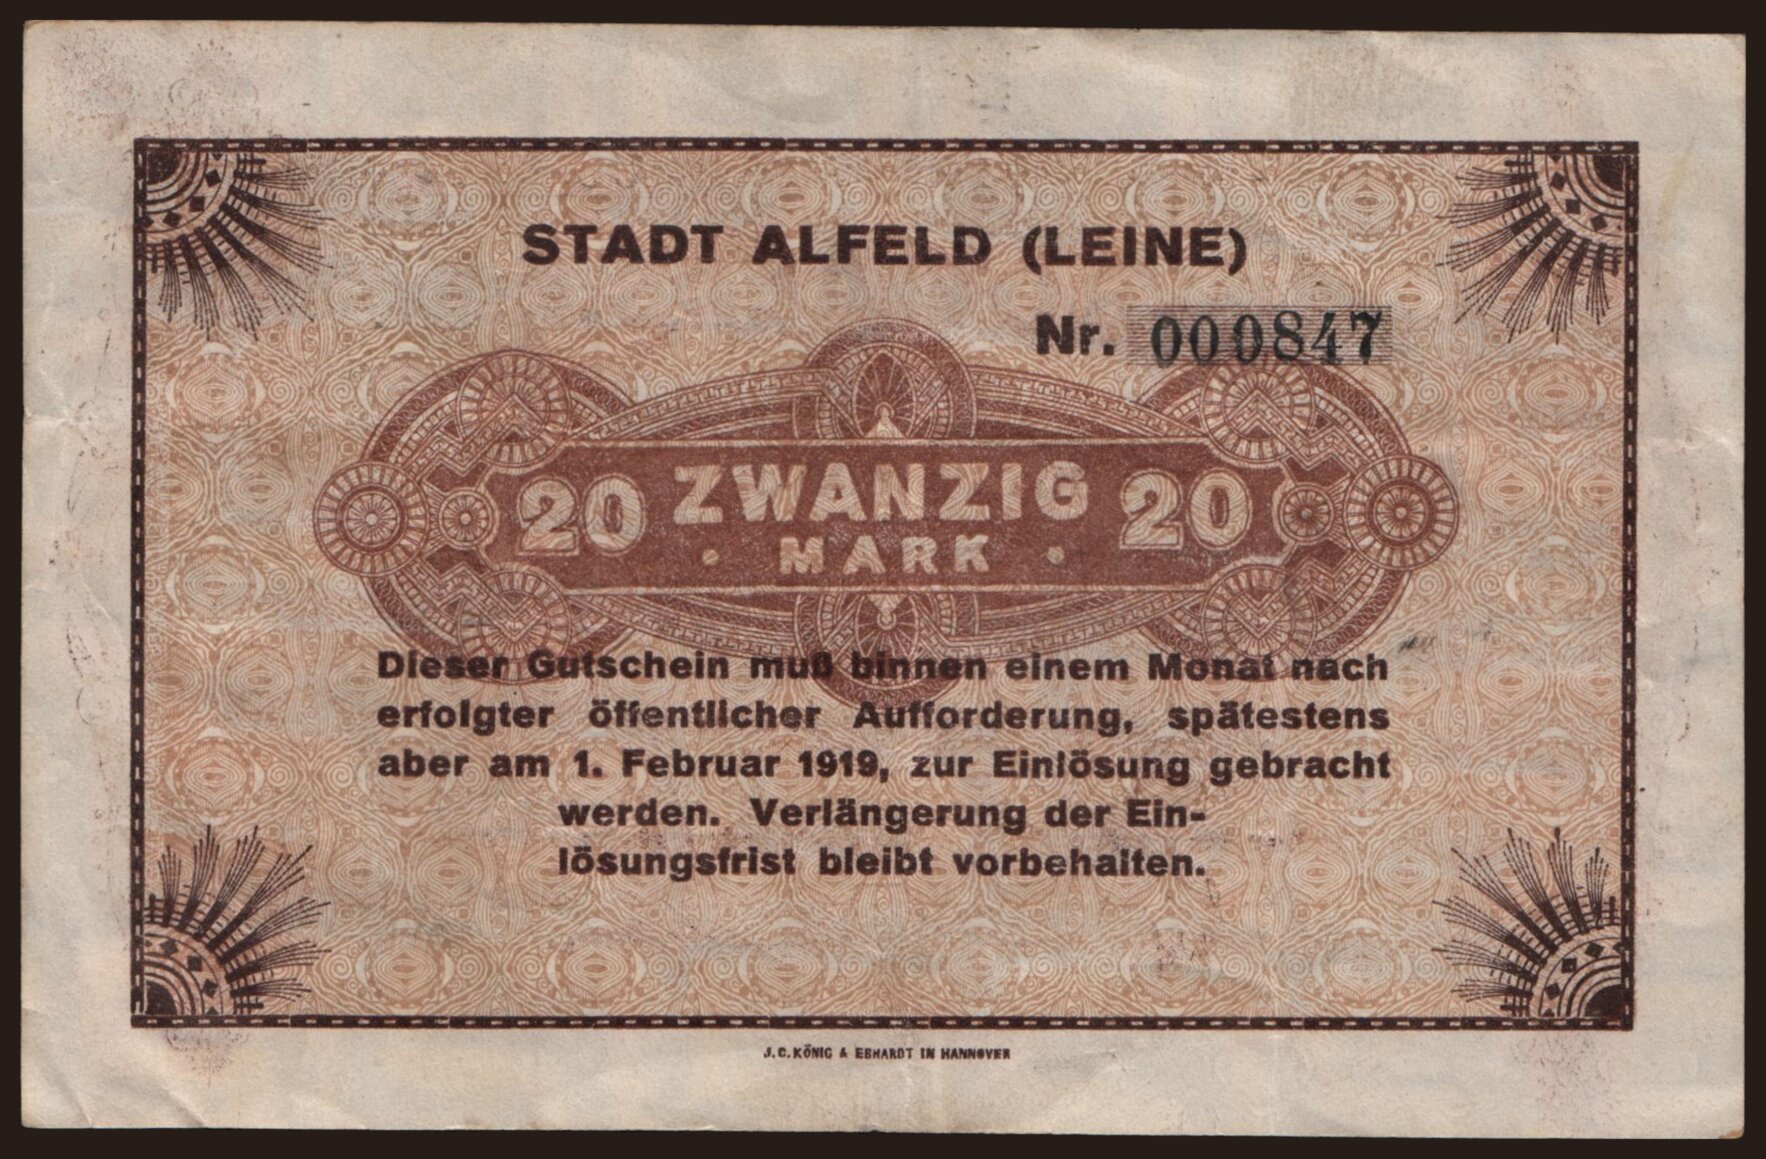 STADT ALFELD (LEINE)
Nr. 000847
20 ZWANZIG 20
MARK
Dieser Gutschein muß binnen einem Monat nach
erfolgter öffentlicher Aufforderung, spätestens
aber am 1. Februar 1919, zur Einlösung gebracht
werden. Verlängerung der Ein-
lösungsfrist bleibt vorbehalten.
J. C. KÖNIG & EBHARDT IN HANNOVER